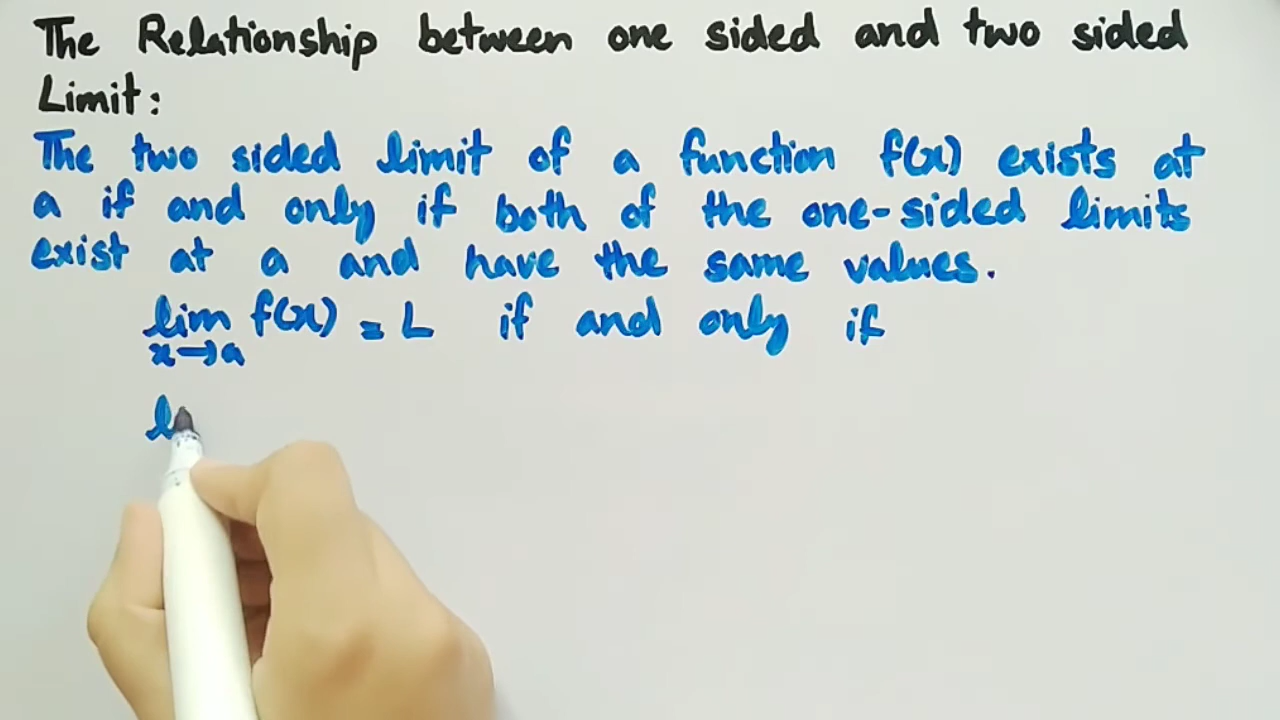 The Relationship between one sided and two sided
Limit:
The two sided limit of a function f(x) exists at
a if and only if both of the one-sided limits
exist at a and have the same values.
lim f(x) = L if and only if
x→a
l